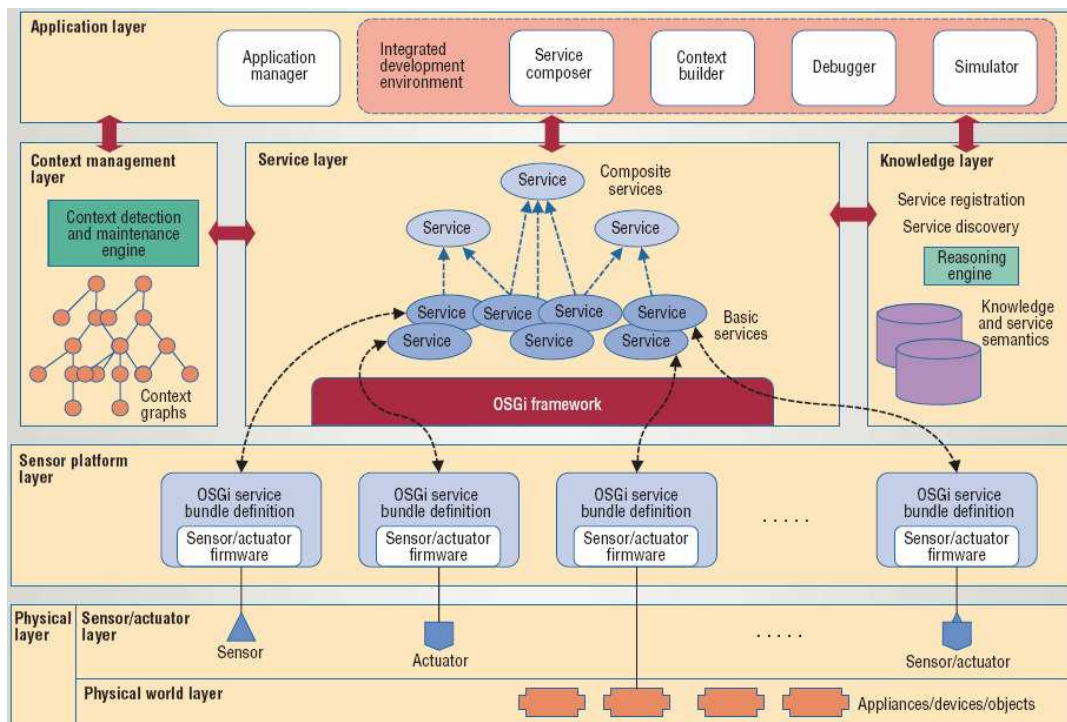 Application layer
Application
manager
Integrated
development
environment
Service
composer
Context
builder
Debugger
Simulator
Context management
layer
Context detection
and maintenance
engine
Context
graphs
Service layer
Service
Composite
services
Service
Service
Service
Service
Service
Service
Service
Service
Service
Basic
services
OSGi framework
Knowledge layer
Service registration
Service discovery
Reasoning
engine
Knowledge
and service
semantics
Sensor platform
layer
OSGi service
bundle definition
Sensor/actuator
firmware
OSGi service
bundle definition
Sensor/actuator
firmware
OSGi service
bundle definition
Sensor/actuator
firmware
. . . . .
OSGi service
bundle definition
Sensor/actuator
firmware
Physical
layer
Sensor/actuator
layer
Sensor
Actuator
. . . . .
Sensor/actuator
Physical world layer
Appliances/devices/objects